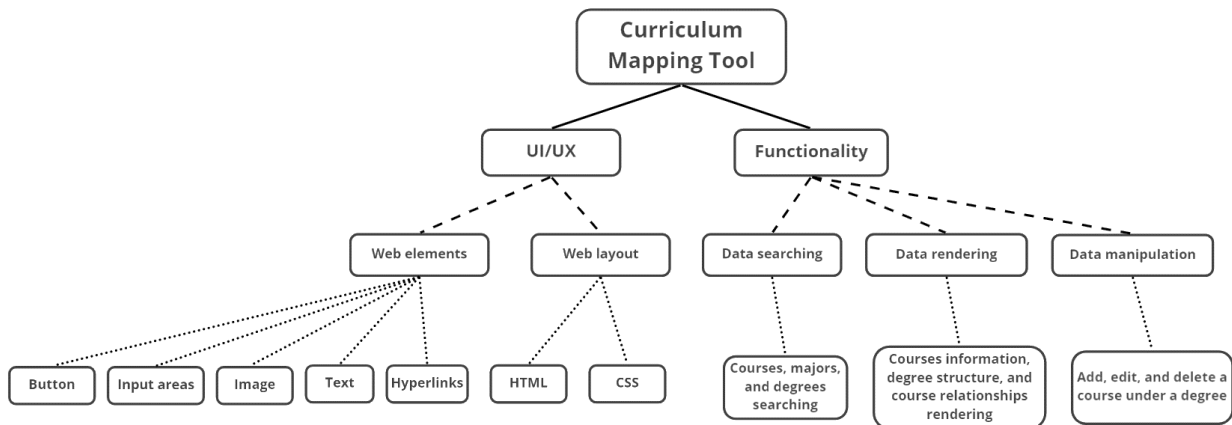 Curriculum
Mapping Tool
UI/UX
Functionality
Web elements
Web layout
Data searching
Data rendering
Data manipulation
Button
Input areas
Image
Text
Hyperlinks
HTML
CSS
Courses, majors,
and degrees
searching
Courses information,
degree structure, and
course relationships
rendering
Add, edit, and delete a
course under a degree